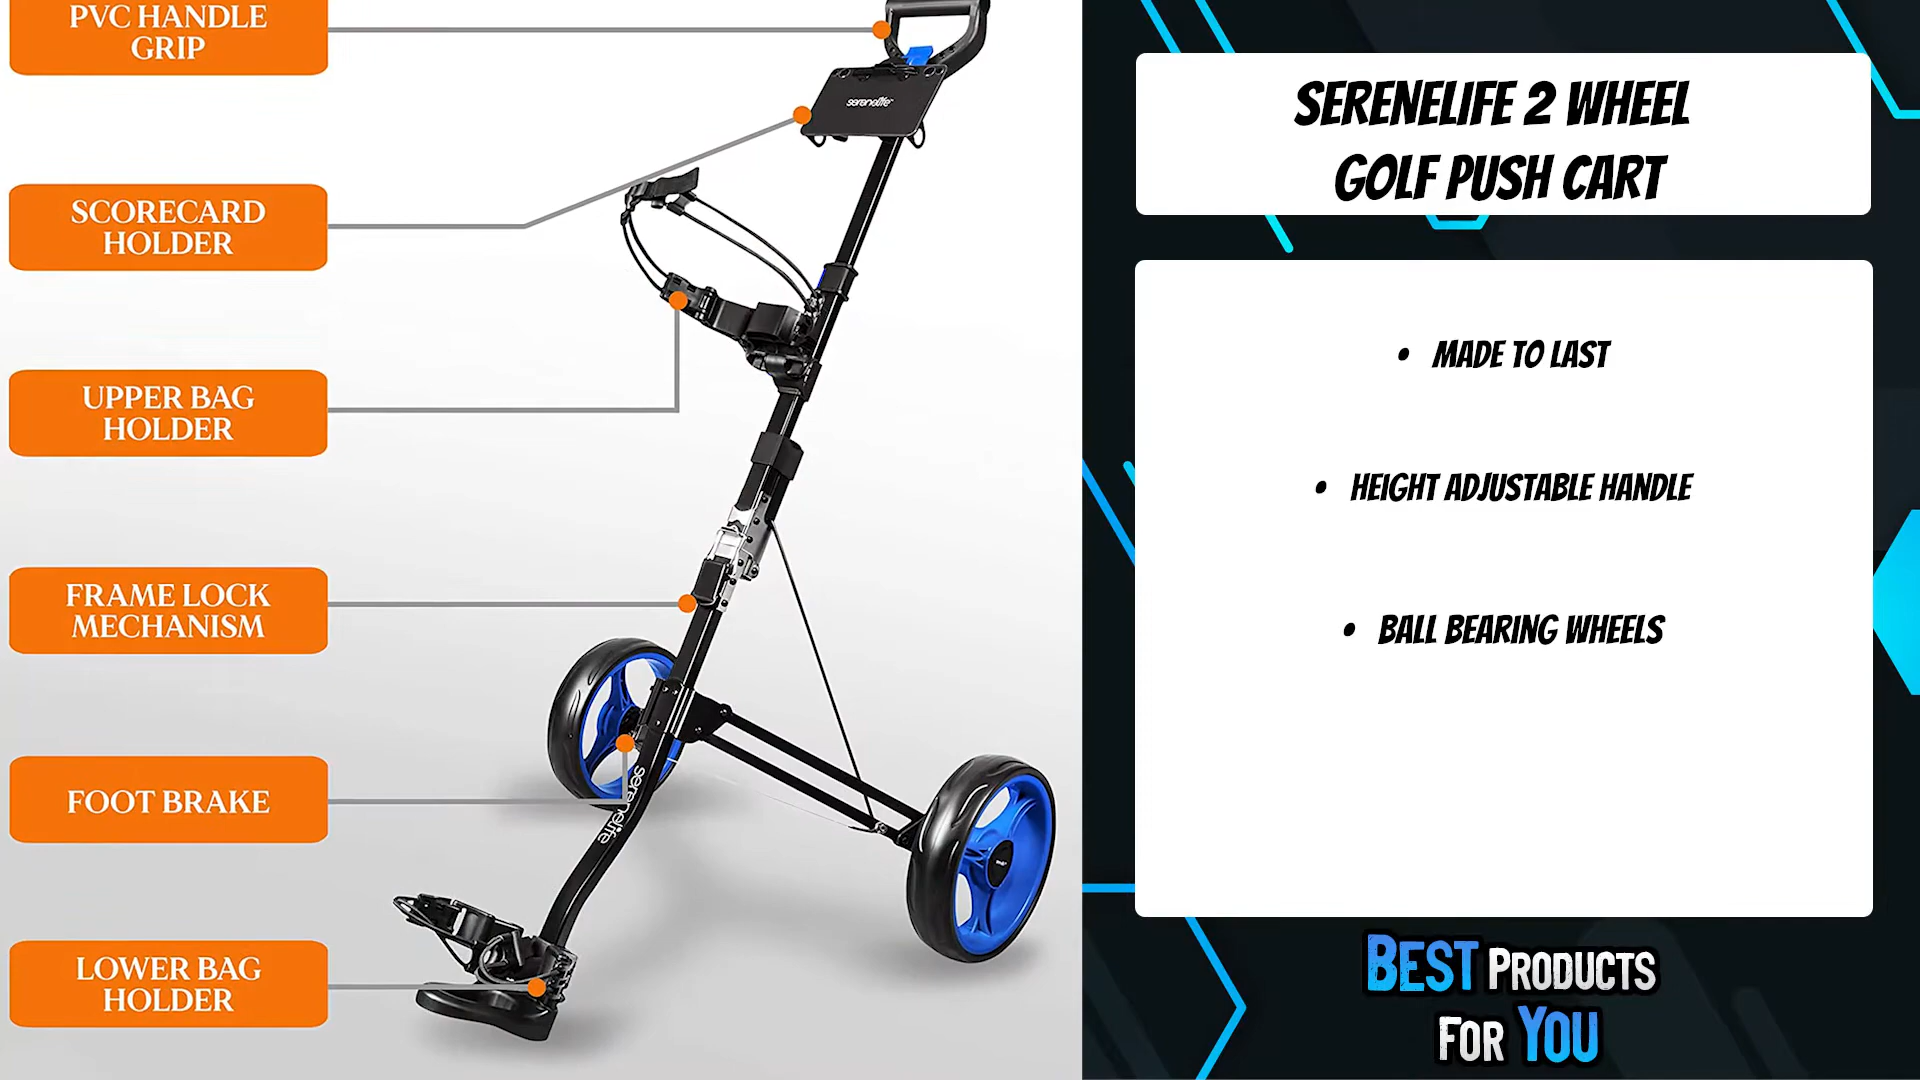 PVC HANDLE
GRIP
SCORECARD
HOLDER
UPPER BAG
HOLDER
FRAME LOCK
MECHANISM
FOOT BRAKE
LOWER BAG
HOLDER
serenelife
serenelife
SERENELIFE 2 WHEEL
GOLF PUSH CART
• MADE TO LAST
• HEIGHT ADJUSTABLE HANDLE
• BALL BEARING WHEELS
BEST PRODUCTS
FOR YOU